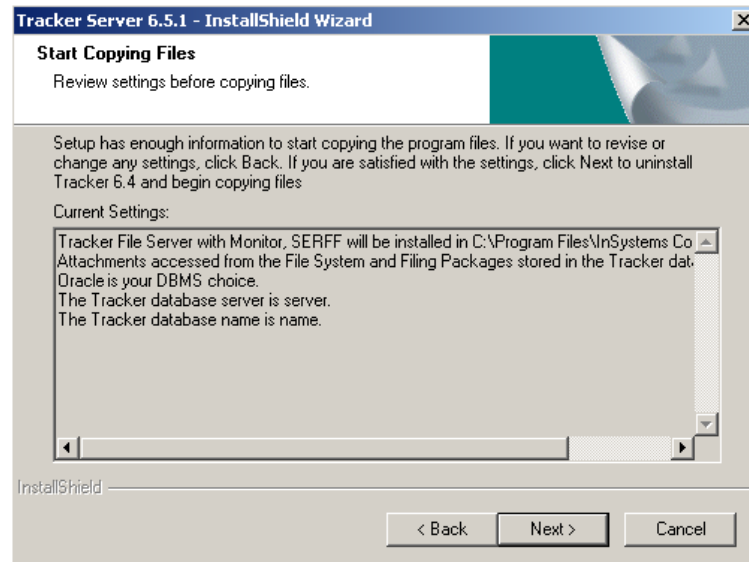 Tracker Server 6.5.1 - InstallShield Wizard
Start Copying Files
Review settings before copying files.
Setup has enough information to start copying the program files. If you want to revise or
change any settings, click Back. If you are satisfied with the settings, click Next to uninstall
Tracker 6.4 and begin copying files
Current Settings:
Tracker File Server with Monitor, SERFF will be installed in C:\Program Files\InSystems Co
Attachments accessed from the File System and Filing Packages stored in the Tracker dat
Oracle is your DBMS choice.
The Tracker database server is server.
The Tracker database name is name.
InstallShield
< Back Next > Cancel